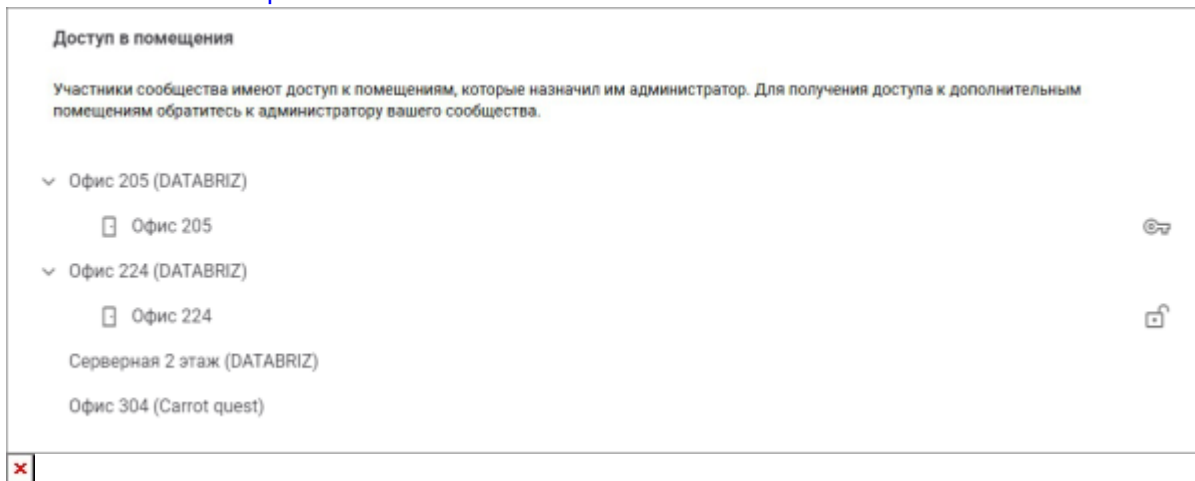 Доступ в помещения
Участники сообщества имеют доступ к помещениям, которые назначил им администратор. Для получения доступа к дополнительным
помещениям обратитесь к администратору вашего сообщества.
Офис 205 (DATABRIZ)
Офис 205
Офис 224 (DATABRIZ)
Офис 224
Серверная 2 этаж (DATABRIZ)
Офис 304 (Carrot quest)